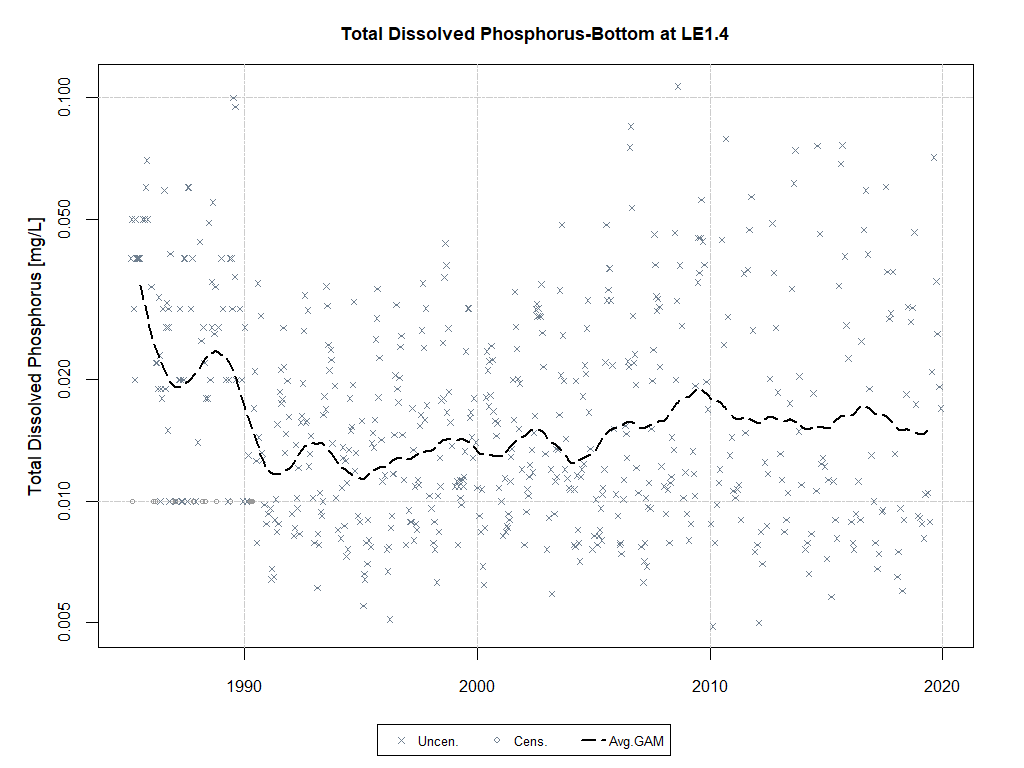 Total Dissolved Phosphorus-Bottom at LE1.4
Total Dissolved Phosphorus [mg/L]
0.100
0.050
0.020
0.010
0.005
1990 2000 2010 2020
Uncen. Cens. Avg.GAM